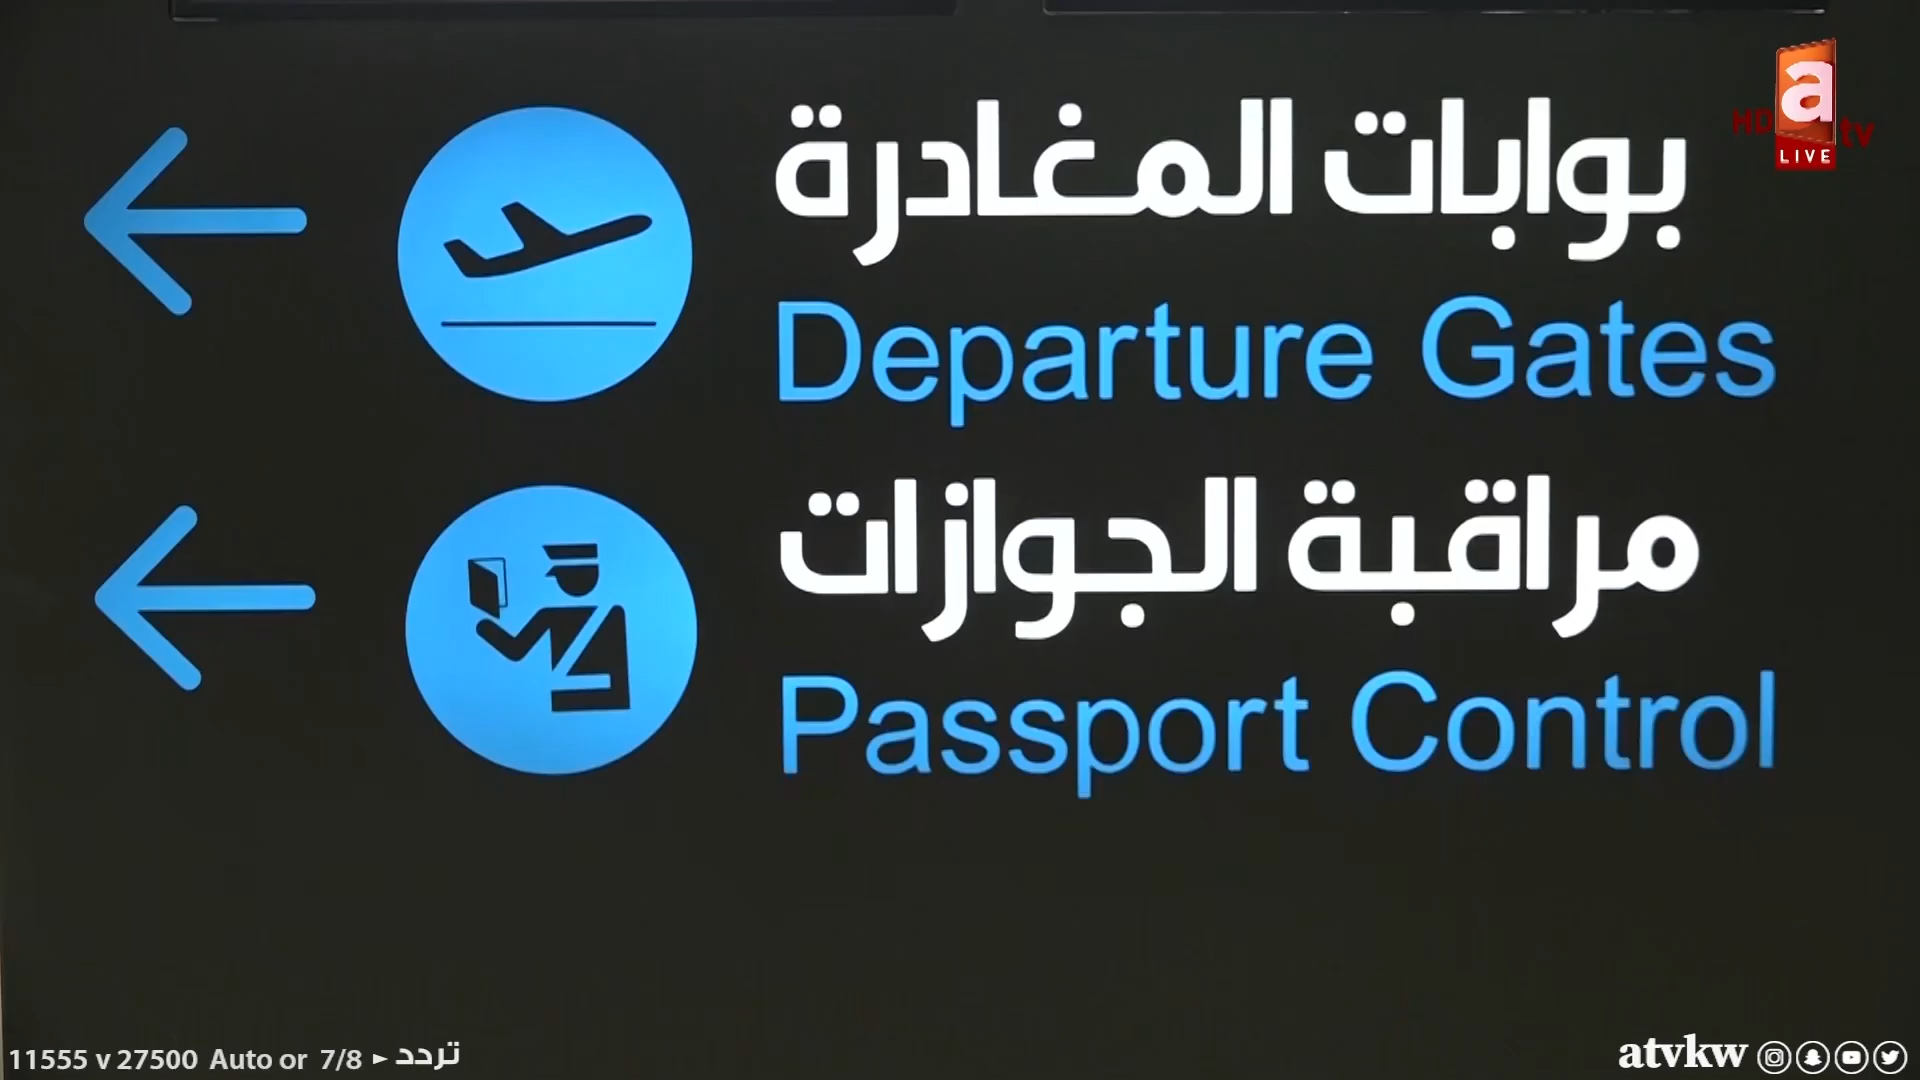 بوابات المغادرة
Departure Gates
مراقبة الجوازات
Passport Control
HD a tv
LIVE
11555 v 27500 Auto or 7/8 ► تردد
atvkw